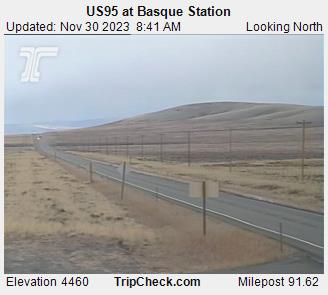 US95 at Basque Station
Updated: Nov 30 2023 8:41 AM Looking North
Elevation 4460 TripCheck.com Milepost 91.62